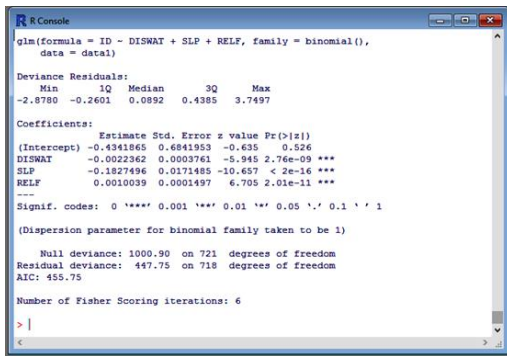 R Console
glm(formula = ID ~ DISWAT + SLP + RELF, family = binomial(),
    data = data1)
Deviance Residuals:
    Min      1Q  Median      3Q     Max
-2.8780 -0.2601  0.0892  0.4385  3.7497
Coefficients:
              Estimate Std. Error z value Pr(>|z|)
(Intercept) -0.4341865  0.6841953  -0.635    0.526
DISWAT      -0.0022362  0.0003761  -5.945 2.76e-09 ***
SLP         -0.1827496  0.0171485 -10.657  < 2e-16 ***
RELF         0.0010039  0.0001497   6.705 2.01e-11 ***
---
Signif. codes:  0 '***' 0.001 '**' 0.01 '*' 0.05 '.' 0.1 ' ' 1
(Dispersion parameter for binomial family taken to be 1)
    Null deviance: 1000.90  on 721  degrees of freedom
Residual deviance:  447.75  on 718  degrees of freedom
AIC: 455.75
Number of Fisher Scoring iterations: 6
> |